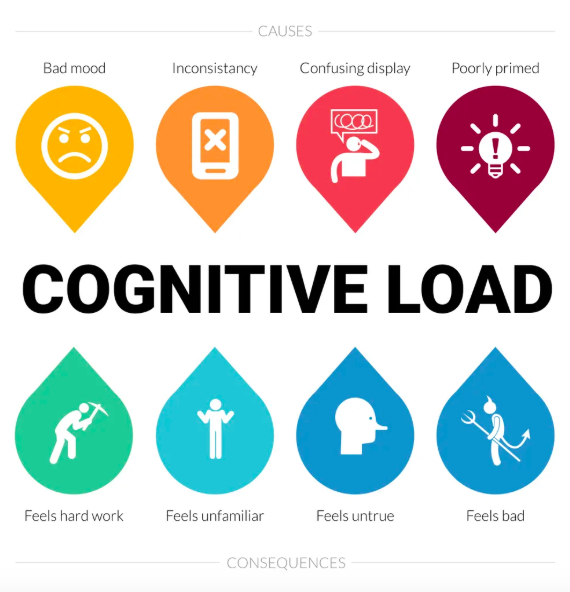 CAUSES
Bad mood
Inconsistancy
Confusing display
Poorly primed
COGNITIVE LOAD
Feels hard work
Feels unfamiliar
Feels untrue
Feels bad
CONSEQUENCES